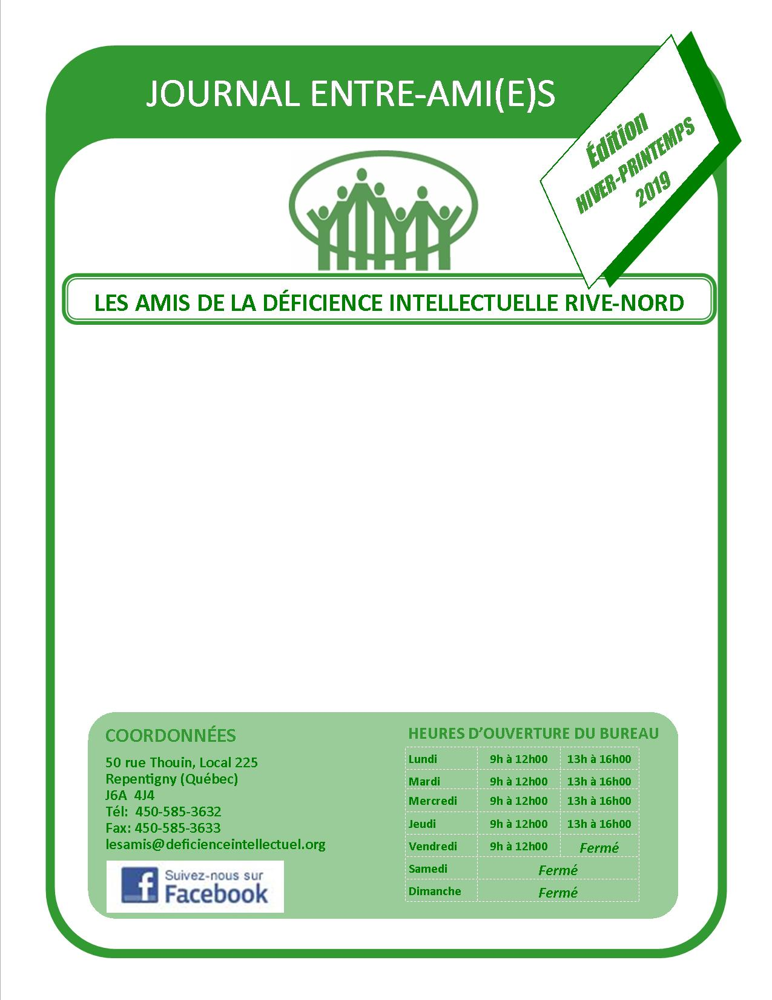 JOURNAL ENTRE-AMI(E)S
Édition
HIVER-PRINTEMPS
2019
LES AMIS DE LA DÉFICIENCE INTELLECTUELLE RIVE-NORD
COORDONNÉES
50 rue Thouin, Local 225
Repentigny (Québec)
J6A  4J4
Tél:  450-585-3632
Fax: 450-585-3633
lesamis@deficienceintellectuel.org
Suivez-nous sur
Facebook
HEURES D’OUVERTURE DU BUREAU
Lundi 9h à 12h00 13h à 16h00
Mardi 9h à 12h00 13h à 16h00
Mercredi 9h à 12h00 13h à 16h00
Jeudi 9h à 12h00 13h à 16h00
Vendredi 9h à 12h00 Fermé
Samedi Fermé
Dimanche Fermé